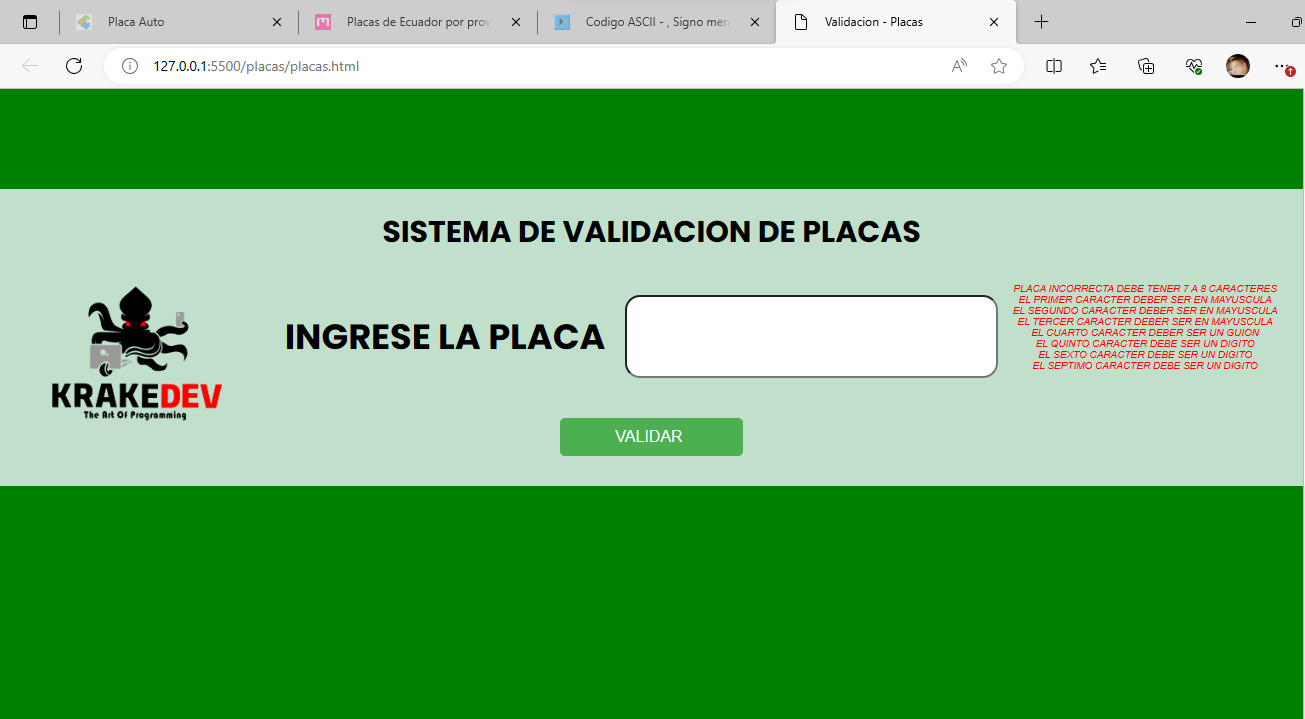 Placa Auto
Placas de Ecuador por prov
Codigo ASCII - , Signo men
Validacion - Placas
127.0.0.1:5500/placas/placas.html
SISTEMA DE VALIDACION DE PLACAS
KRAKEDEV
The Art Of Programming
INGRESE LA PLACA
PLACA INCORRECTA DEBE TENER 7 A 8 CARACTERES
EL PRIMER CARACTER DEBER SER EN MAYUSCULA
EL SEGUNDO CARACTER DEBER SER EN MAYUSCULA
EL TERCER CARACTER DEBER SER EN MAYUSCULA
EL CUARTO CARACTER DEBER SER UN GUION
EL QUINTO CARACTER DEBE SER UN DIGITO
EL SEXTO CARACTER DEBE SER UN DIGITO
EL SEPTIMO CARACTER DEBE SER UN DIGITO
VALIDAR